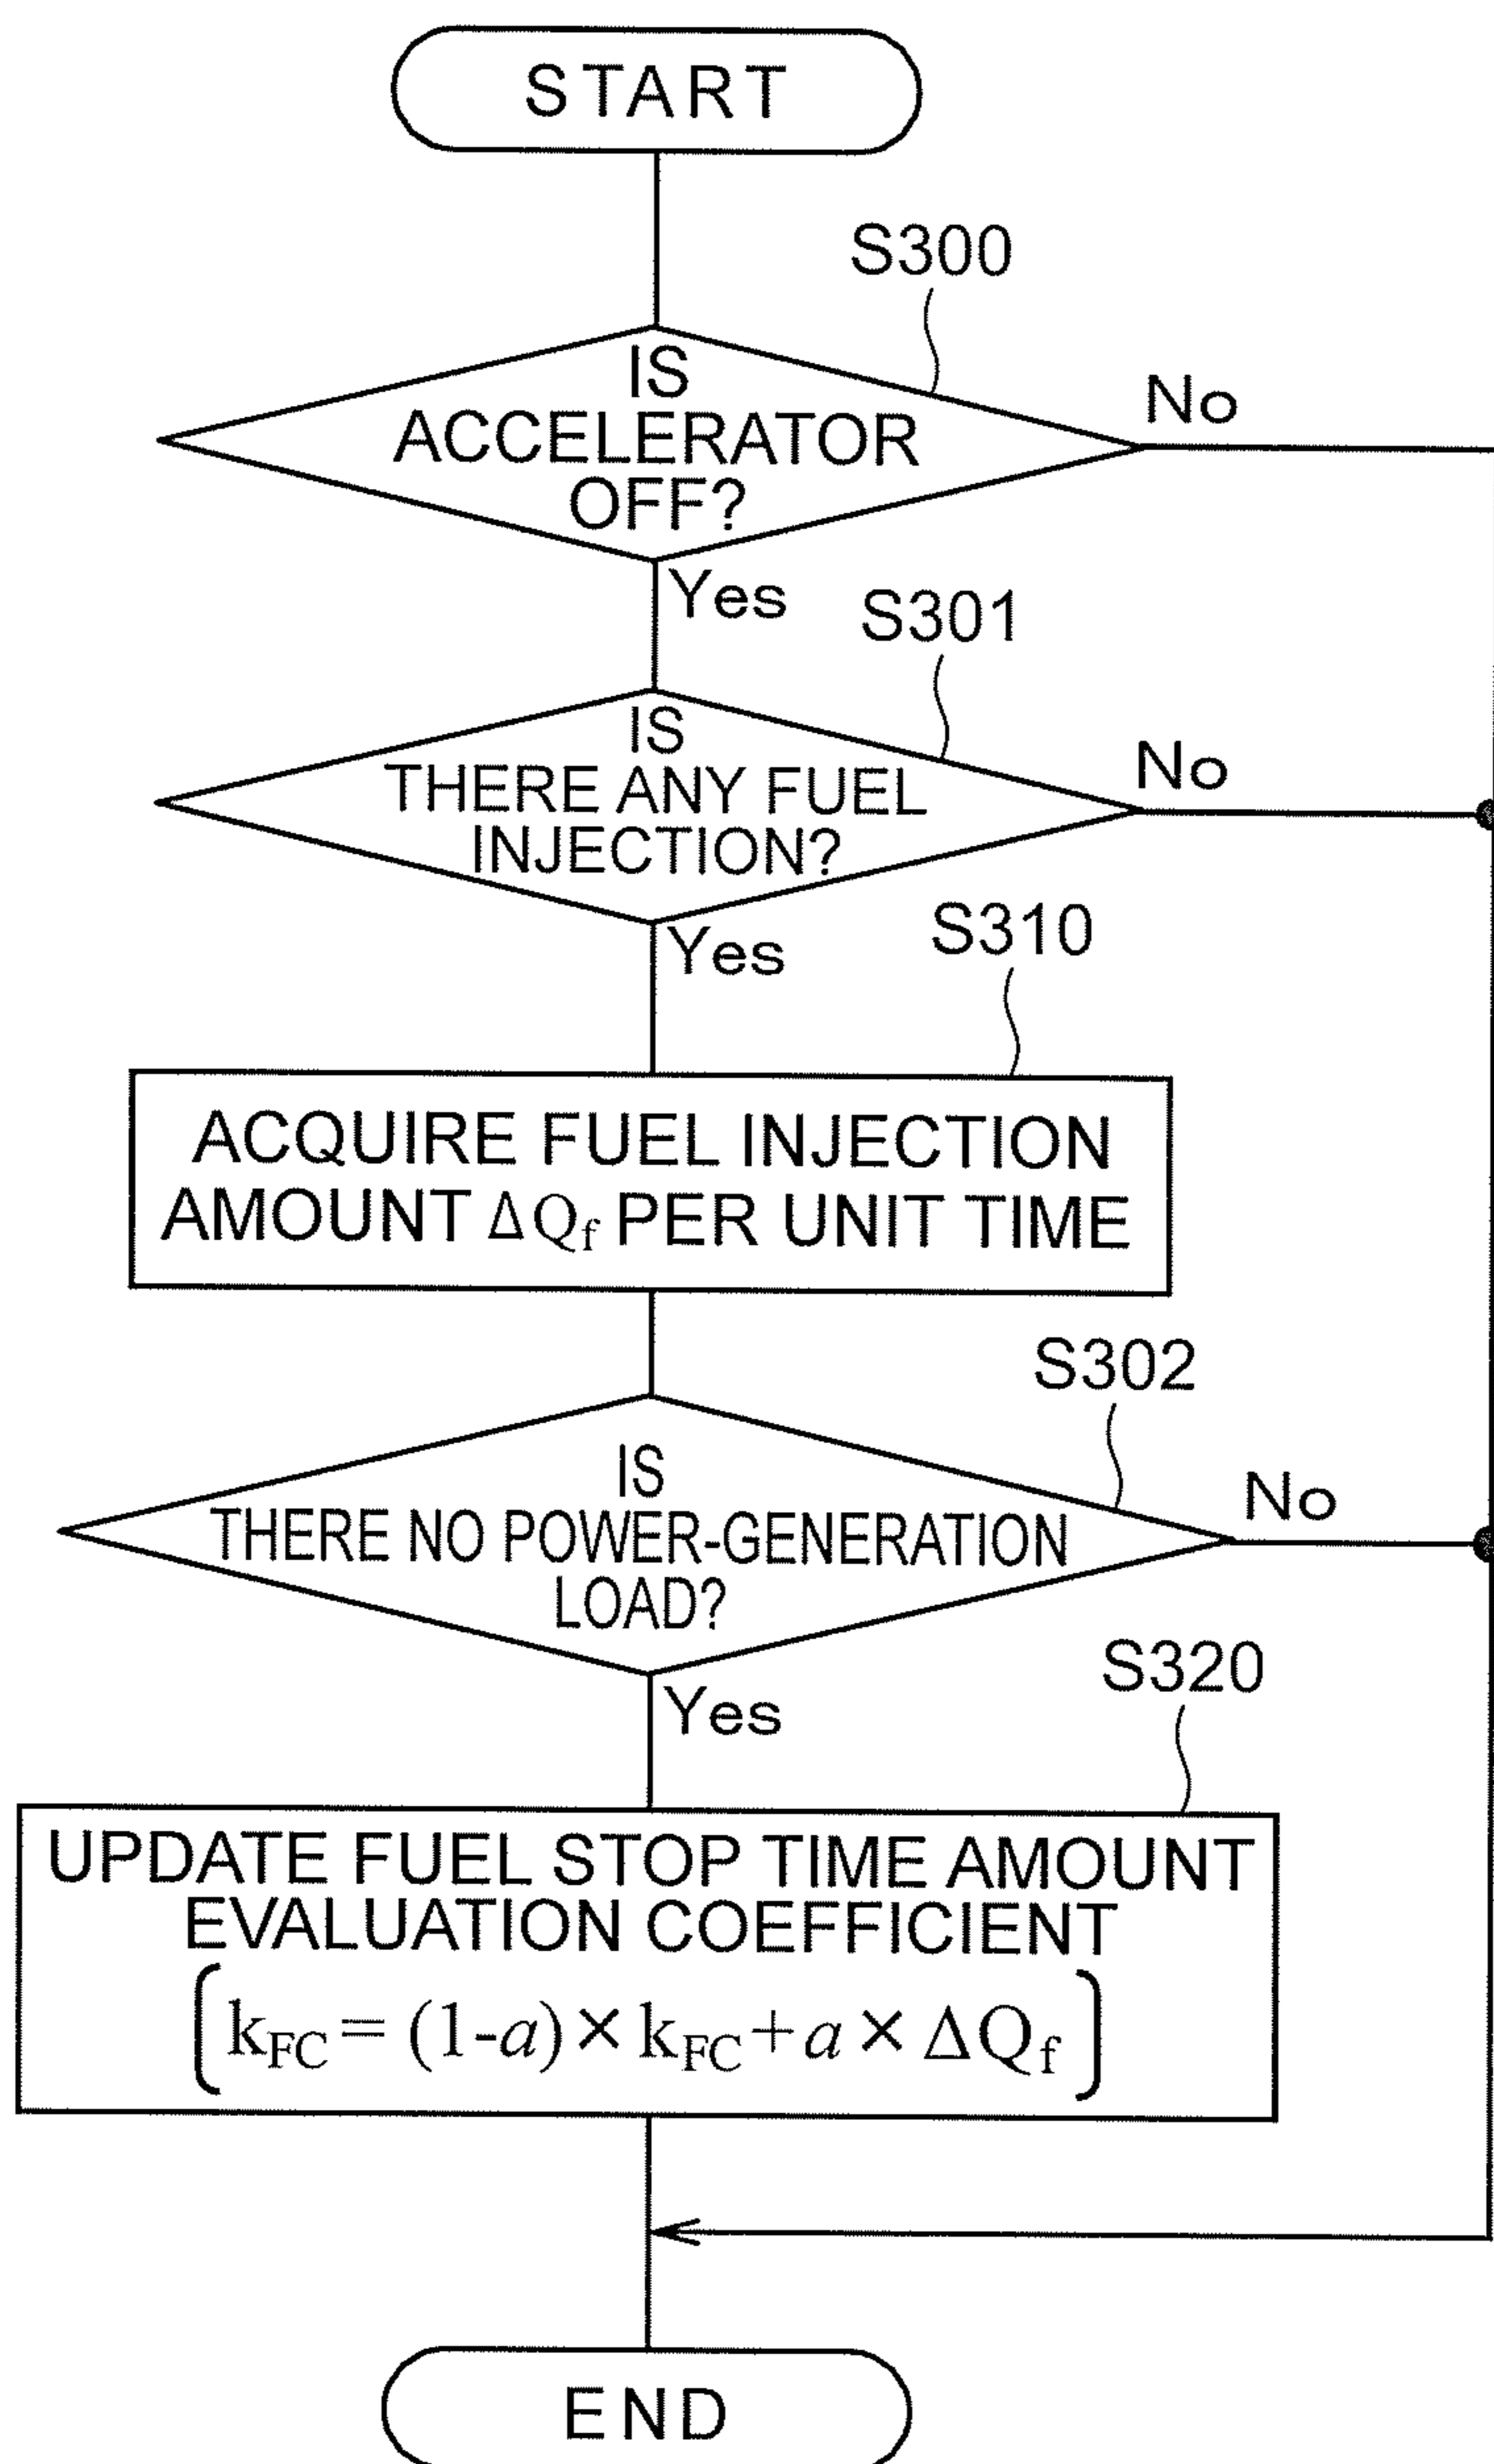 START
S300
IS
ACCELERATOR
OFF?
No
Yes
S301
IS
THERE ANY FUEL
INJECTION?
No
Yes
S310
ACQUIRE FUEL INJECTION
AMOUNT ΔQf PER UNIT TIME
S302
IS
THERE NO POWER-GENERATION
LOAD?
No
Yes
S320
UPDATE FUEL STOP TIME AMOUNT
EVALUATION COEFFICIENT
[kFC = (1-a) × kFC + a × ΔQf]
END